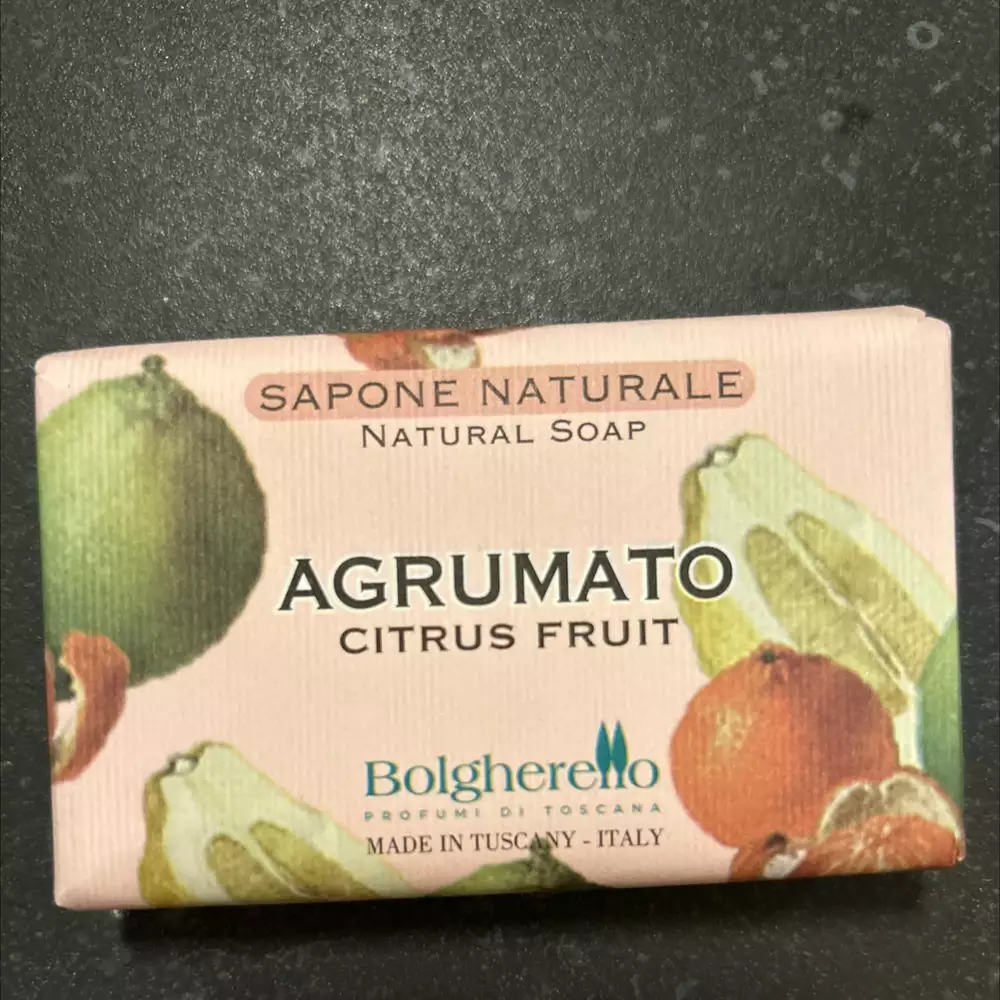 SAPONE NATURALE
NATURAL SOAP
AGRUMATO
CITRUS FRUIT
Bolgherello
PROFUMI DI TOSCANA
MADE IN TUSCANY - ITALY